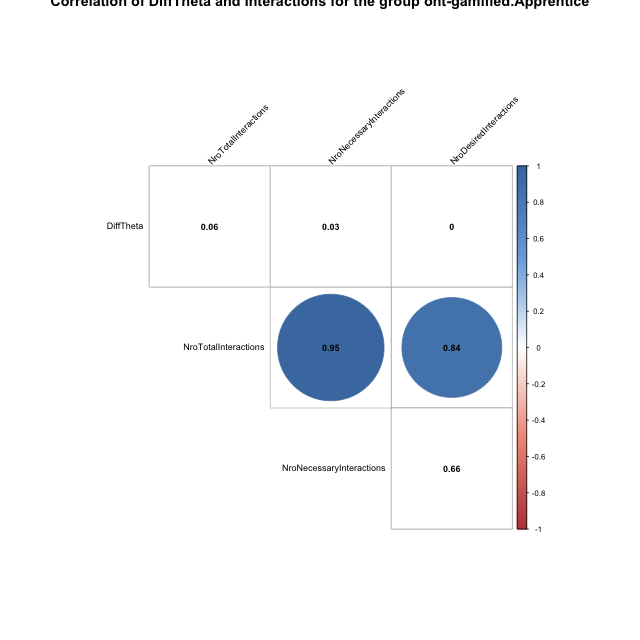 Correlation of DiffTheta and Interactions for the group ont-gamified.Apprentice
NroTotalInteractions
NroNecessaryInteractions
NroDesiredInteractions
DiffTheta 0.06 0.03 0
NroTotalInteractions 0.95 0.84
NroNecessaryInteractions 0.66
1
0.8
0.6
0.4
0.2
0
-0.2
-0.4
-0.6
-0.8
-1